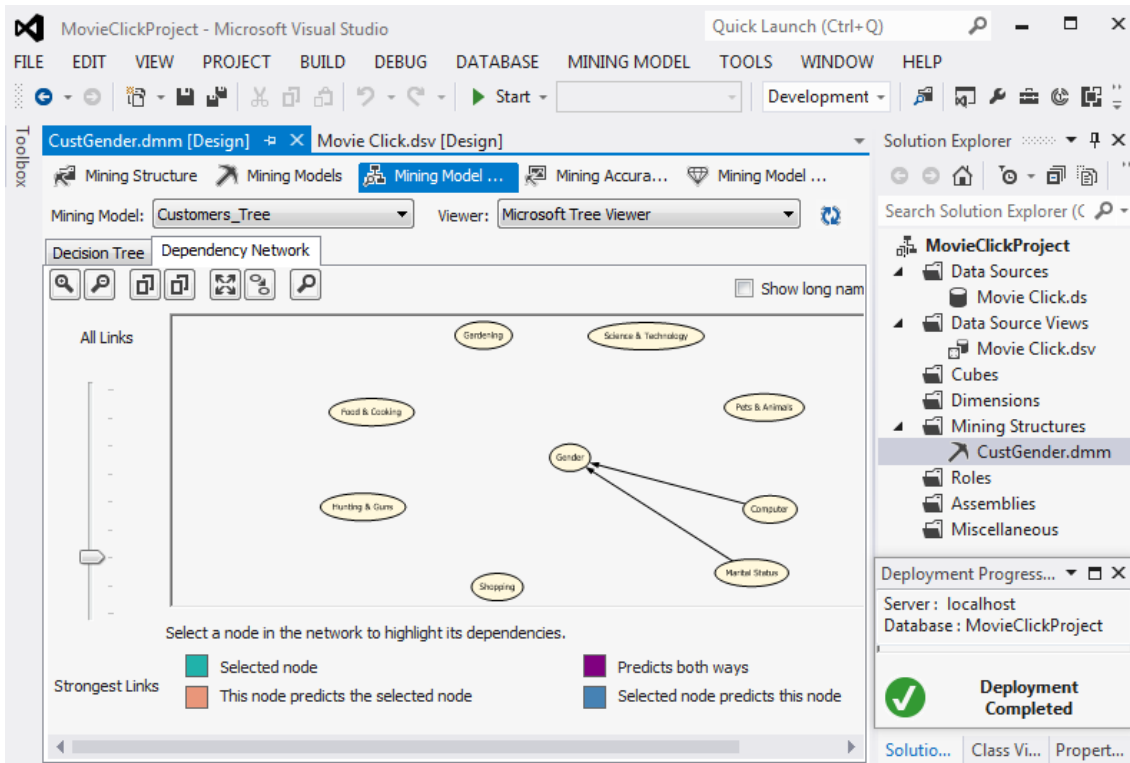 MovieClickProject - Microsoft Visual Studio
Quick Launch (Ctrl+Q)
FILE EDIT VIEW PROJECT BUILD DEBUG DATABASE MINING MODEL TOOLS WINDOW HELP
Start
Development
Toolbox
CustGender.dmm [Design]
Movie Click.dsv [Design]
Mining Structure
Mining Models
Mining Model ...
Mining Accura...
Mining Model ...
Mining Model: Customers_Tree
Viewer: Microsoft Tree Viewer
Decision Tree
Dependency Network
Show long nam
All Links
Gardening
Science & Technology
Food & Cooking
Pets & Animals
Gender
Hunting & Guns
Computer
Marital Status
Shopping
Select a node in the network to highlight its dependencies.
Strongest Links
Selected node
Predicts both ways
This node predicts the selected node
Selected node predicts this node
Solution Explorer
Search Solution Explorer (C
MovieClickProject
Data Sources
Movie Click.ds
Data Source Views
Movie Click.dsv
Cubes
Dimensions
Mining Structures
CustGender.dmm
Roles
Assemblies
Miscellaneous
Deployment Progress...
Server : localhost
Database : MovieClickProject
Deployment
Completed
Solutio...
Class Vi...
Propert...